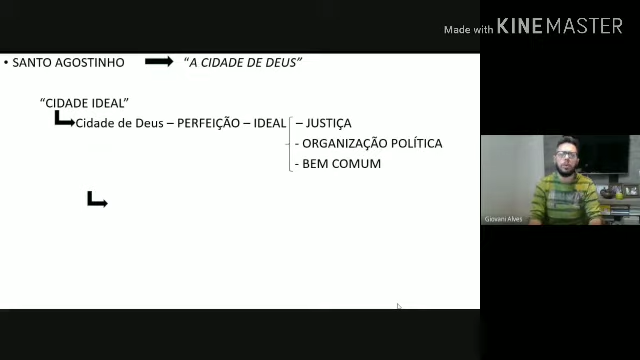 Made with KINEMASTER
• SANTO AGOSTINHO "A CIDADE DE DEUS"
"CIDADE IDEAL"
Cidade de Deus – PERFEIÇÃO – IDEAL – JUSTIÇA
- ORGANIZAÇÃO POLÍTICA
- BEM COMUM
Giovani Alves